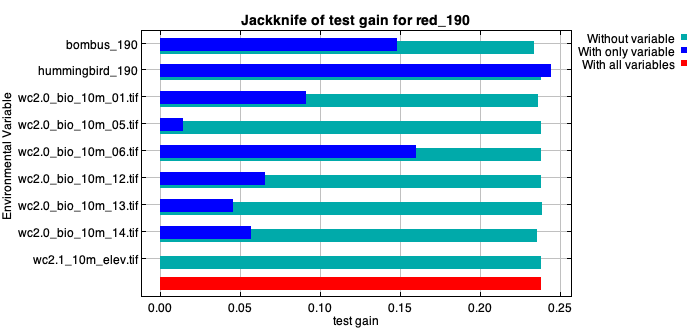 Jackknife of test gain for red_190
Without variable
With only variable
With all variables
Environmental Variable
bombus_190
hummingbird_190
wc2.0_bio_10m_01.tif
wc2.0_bio_10m_05.tif
wc2.0_bio_10m_06.tif
wc2.0_bio_10m_12.tif
wc2.0_bio_10m_13.tif
wc2.0_bio_10m_14.tif
wc2.1_10m_elev.tif
0.00 0.05 0.10 0.15 0.20 0.25
test gain